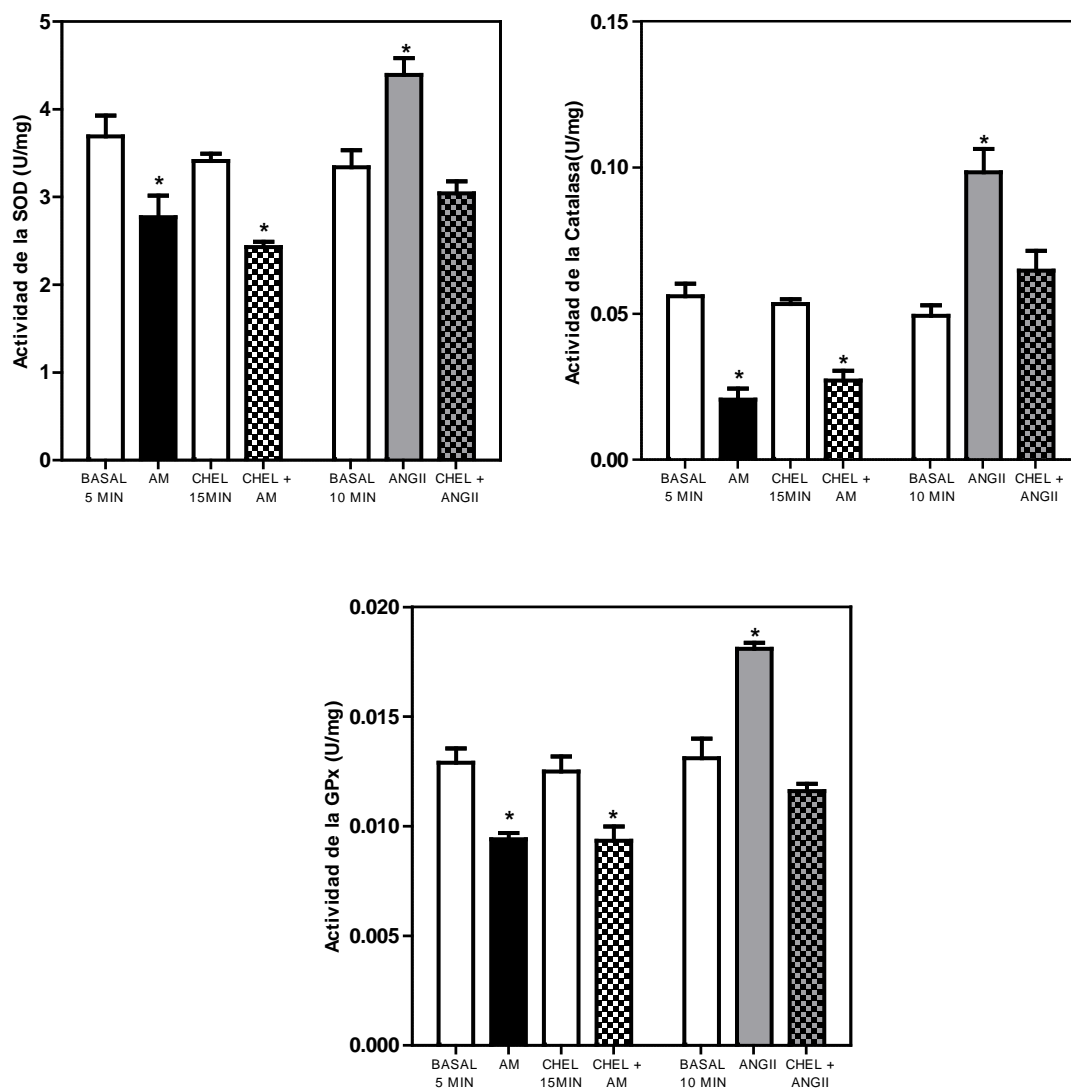 Actividad de la SOD (U/mg)
5
4
3
2
1
0
*
*
*
BASAL AM CHEL CHEL + BASAL ANGII CHEL +
5 MIN 15MIN AM 10 MIN ANGII
Actividad de la Catalasa(U/mg)
0.15
0.10
0.05
0.00
*
*
*
BASAL AM CHEL CHEL + BASAL ANGII CHEL +
5 MIN 15MIN AM 10 MIN ANGII
Actividad de la GPx (U/mg)
0.020
0.015
0.010
0.005
0.000
*
*
*
BASAL AM CHEL CHEL + BASAL ANGII CHEL +
5 MIN 15MIN AM 10 MIN ANGII